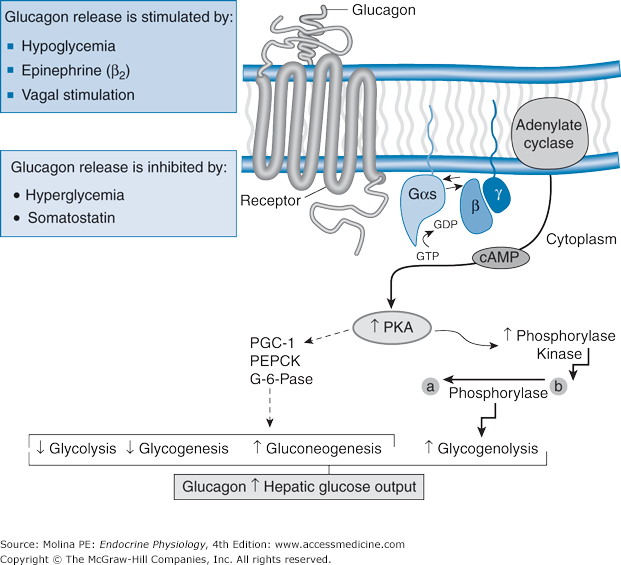 Glucagon release is stimulated by:
Hypoglycemia
Epinephrine (β2)
Vagal stimulation
Glucagon
Adenylate
cyclase
Glucagon release is inhibited by:
Hyperglycemia
Somatostatin
Receptor
Gαs
β
γ
GDP
GTP
Cytoplasm
cAMP
↑ PKA
PGC-1
PEPCK
G-6-Pase
↑ Phosphorylase
Kinase
a
b
Phosphorylase
↓ Glycolysis ↓ Glycogenesis ↑ Gluconeogenesis ↑ Glycogenolysis
Glucagon ↑ Hepatic glucose output
Source: Molina PE: Endocrine Physiology, 4th Edition: www.accessmedicine.com
Copyright © The McGraw-Hill Companies, Inc. All rights reserved.